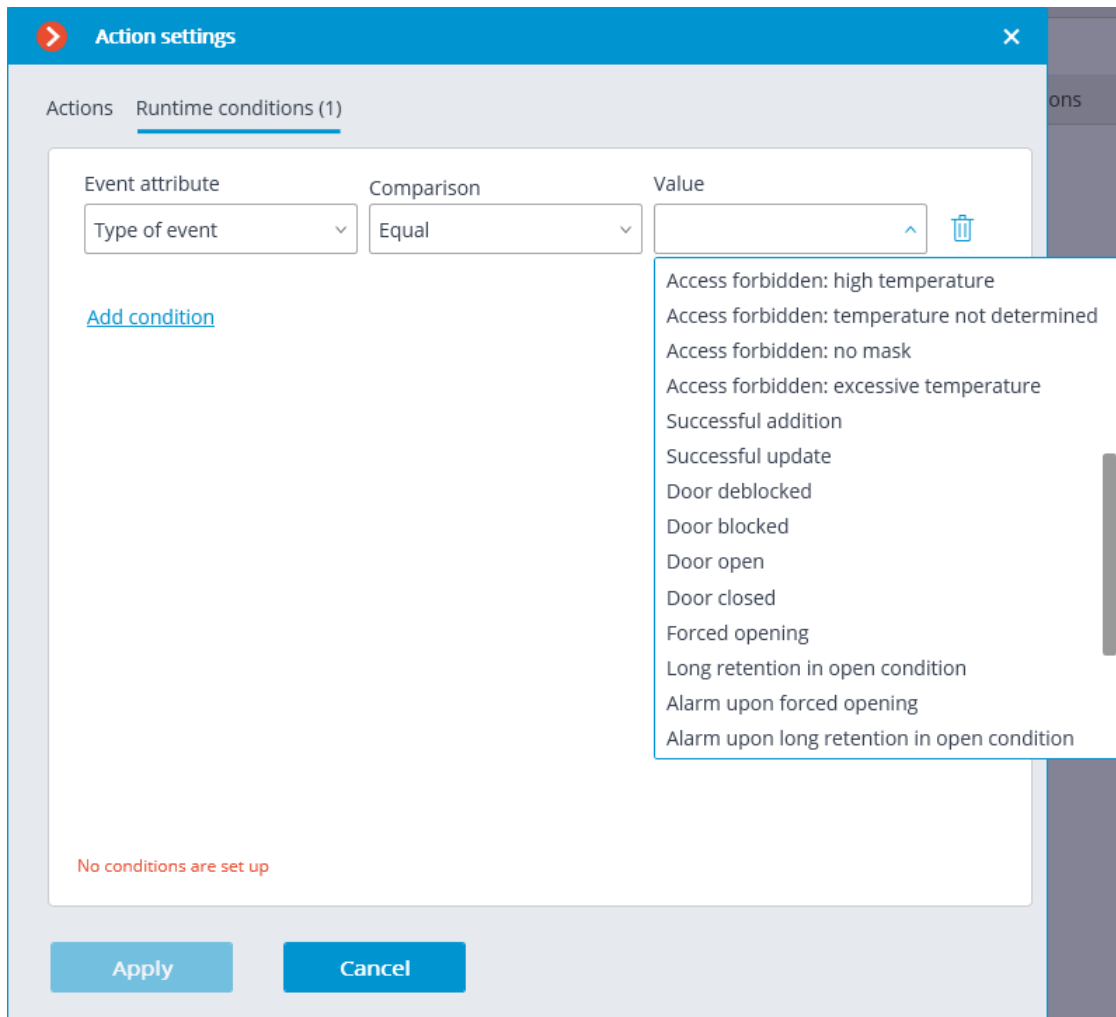 Action settings
ons
Actions Runtime conditions (1)
Event attribute Comparison Value
Type of event Equal
Add condition
Access forbidden: high temperature
Access forbidden: temperature not determined
Access forbidden: no mask
Access forbidden: excessive temperature
Successful addition
Successful update
Door deblocked
Door blocked
Door open
Door closed
Forced opening
Long retention in open condition
Alarm upon forced opening
Alarm upon long retention in open condition
No conditions are set up
Apply Cancel